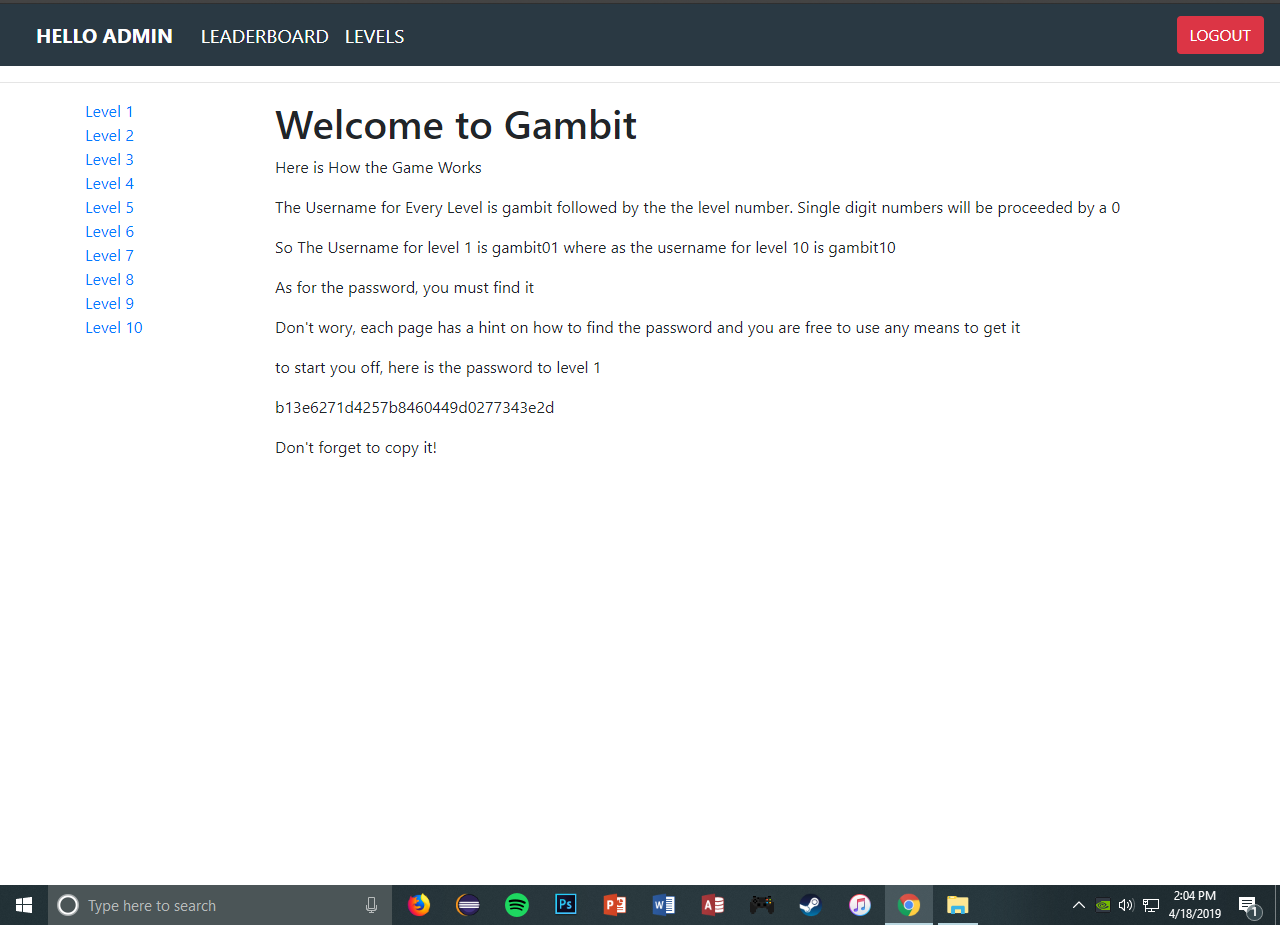 HELLO ADMIN LEADERBOARD LEVELS LOGOUT
Level 1
Level 2
Level 3
Level 4
Level 5
Level 6
Level 7
Level 8
Level 9
Level 10
Welcome to Gambit
Here is How the Game Works
The Username for Every Level is gambit followed by the the level number. Single digit numbers will be proceeded by a 0
So The Username for level 1 is gambit01 where as the username for level 10 is gambit10
As for the password, you must find it
Don't wory, each page has a hint on how to find the password and you are free to use any means to get it
to start you off, here is the password to level 1
b13e6271d4257b8460449d0277343e2d
Don't forget to copy it!
Type here to search
Ps
P
W
A
2:04 PM
4/18/2019
1